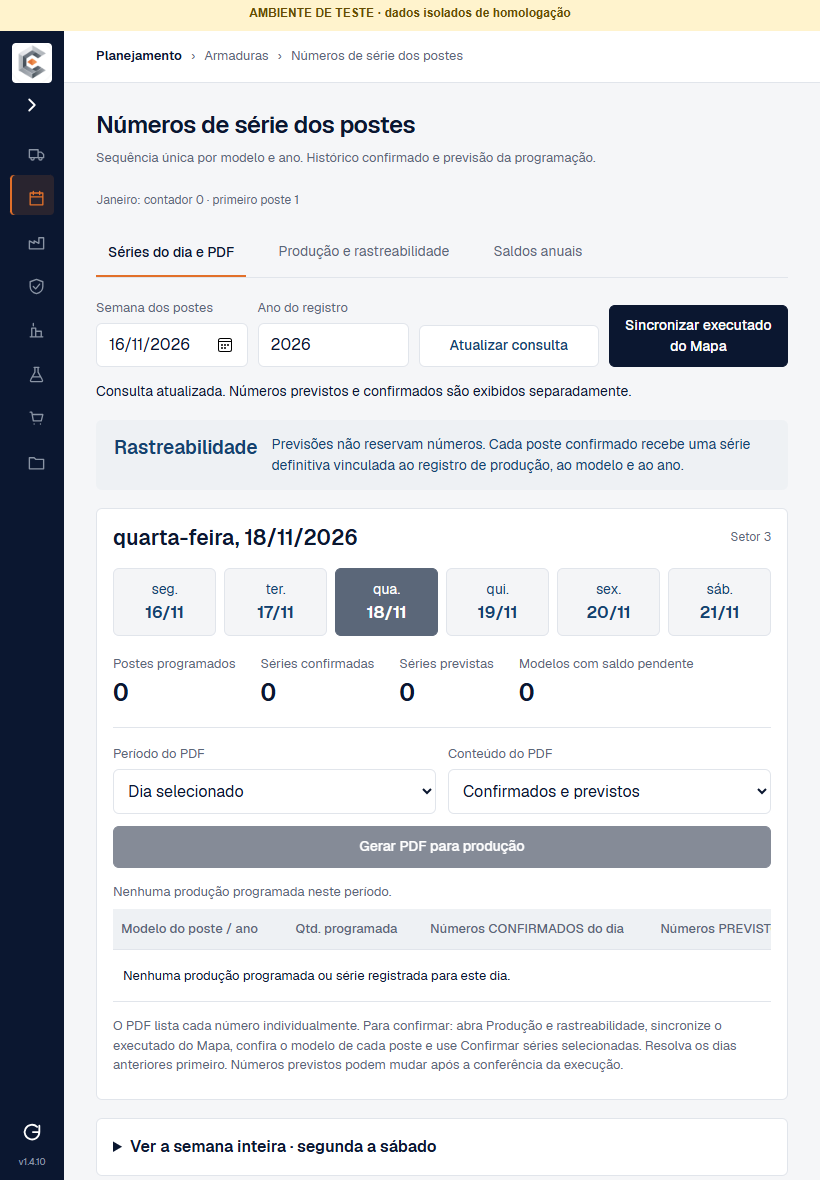 AMBIENTE DE TESTE · dados isolados de homologação
Planejamento › Armaduras › Números de série dos postes
Números de série dos postes
Sequência única por modelo e ano. Histórico confirmado e previsão da programação.
Janeiro: contador 0 · primeiro poste 1
Séries do dia e PDF
Produção e rastreabilidade
Saldos anuais
Semana dos postes
Ano do registro
16/11/2026
2026
Atualizar consulta
Sincronizar executado
do Mapa
Consulta atualizada. Números previstos e confirmados são exibidos separadamente.
Rastreabilidade
Previsões não reservam números. Cada poste confirmado recebe uma série
definitiva vinculada ao registro de produção, ao modelo e ao ano.
quarta-feira, 18/11/2026
Setor 3
seg.
16/11
ter.
17/11
qua.
18/11
qui.
19/11
sex.
20/11
sáb.
21/11
Postes programados
0
Séries confirmadas
0
Séries previstas
0
Modelos com saldo pendente
0
Período do PDF
Conteúdo do PDF
Dia selecionado
Confirmados e previstos
Gerar PDF para produção
Nenhuma produção programada neste período.
Modelo do poste / ano
Qtd. programada
Números CONFIRMADOS do dia
Números PREVIST
Nenhuma produção programada ou série registrada para este dia.
O PDF lista cada número individualmente. Para confirmar: abra Produção e rastreabilidade, sincronize o
executado do Mapa, confira o modelo de cada poste e use Confirmar séries selecionadas. Resolva os dias
anteriores primeiro. Números previstos podem mudar após a conferência da execução.
Ver a semana inteira · segunda a sábado
v1.4.10